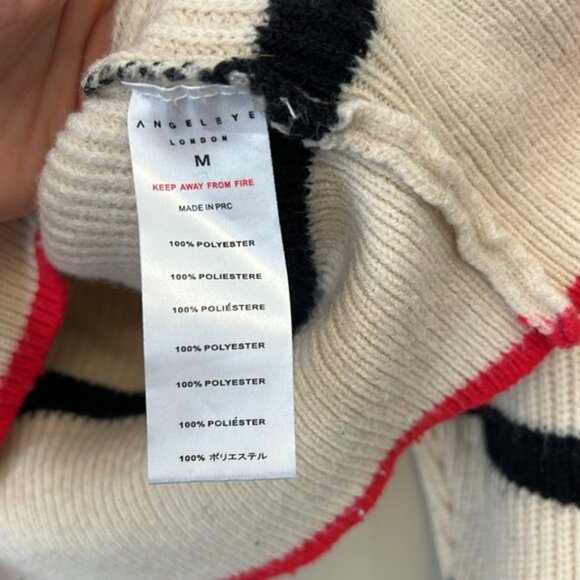 ANGELEYE
LONDON
M
KEEP AWAY FROM FIRE
MADE IN PRC
100% POLYESTER
100% POLIESTERE
100% POLIÉSTERE
100% POLYESTER
100% POLYESTER
100% POLIÉSTER
100% ポリエステル